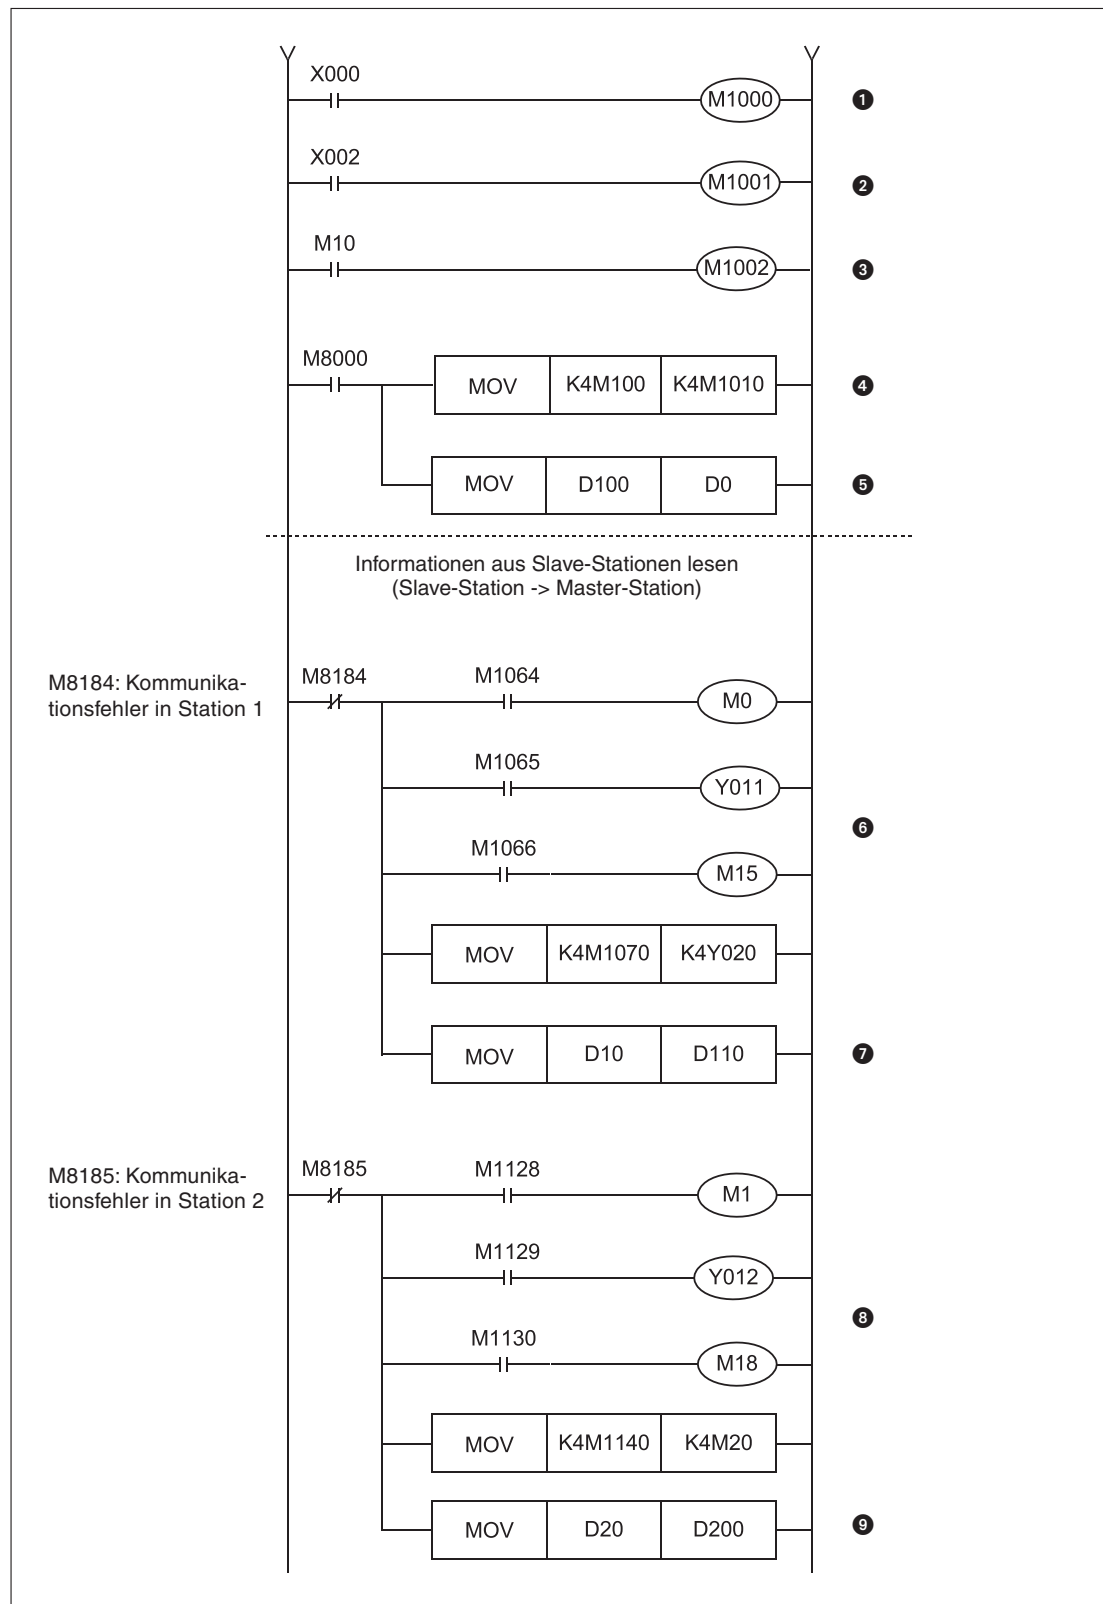 X000
M1000
❶
X002
M1001
❷
M10
M1002
❸
M8000
MOV K4M100 K4M1010
❹
MOV D100 D0
❺
Informationen aus Slave-Stationen lesen
(Slave-Station -> Master-Station)
M8184: Kommunika-
tionsfehler in Station 1
M8184
M1064
M0
M1065
Y011
❻
M1066
M15
MOV K4M1070 K4Y020
MOV D10 D110
❼
M8185: Kommunika-
tionsfehler in Station 2
M8185
M1128
M1
M1129
Y012
❽
M1130
M18
MOV K4M1140 K4M20
MOV D20 D200
❾